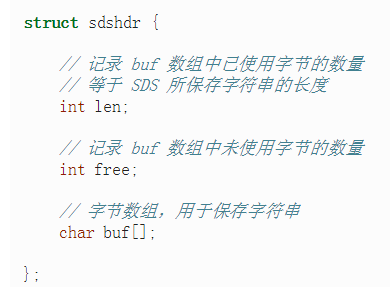 struct sdshdr {
// 记录 buf 数组中已使用字节的数量
// 等于 SDS 所保存字符串的长度
int len;
// 记录 buf 数组中未使用字节的数量
int free;
// 字节数组，用于保存字符串
char buf[];
};